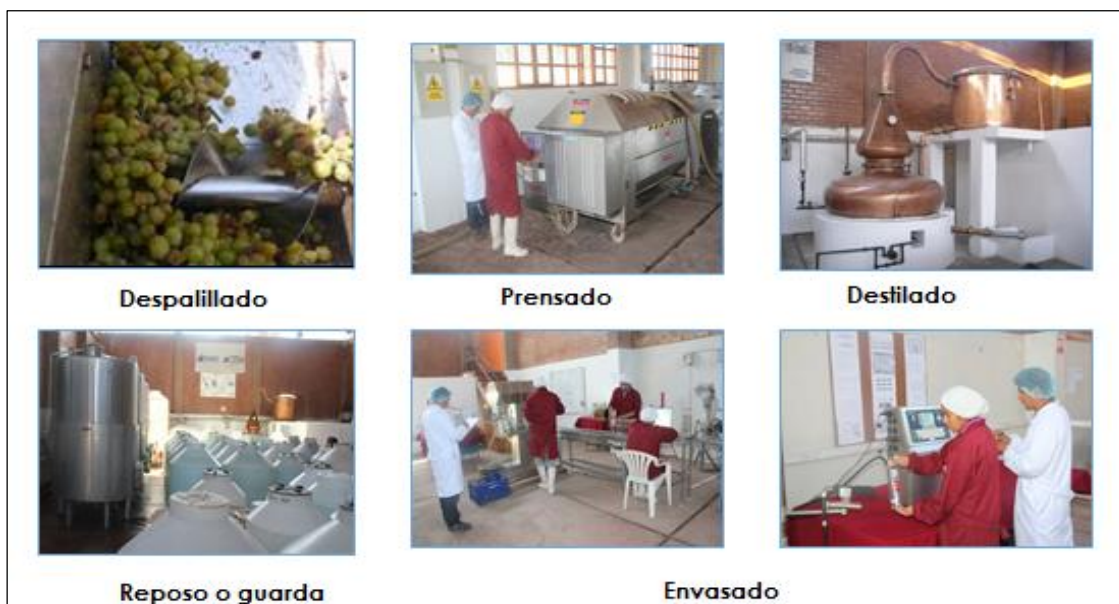 Despalillado
Prensado
Destilado
Reposo o guarda
Envasado